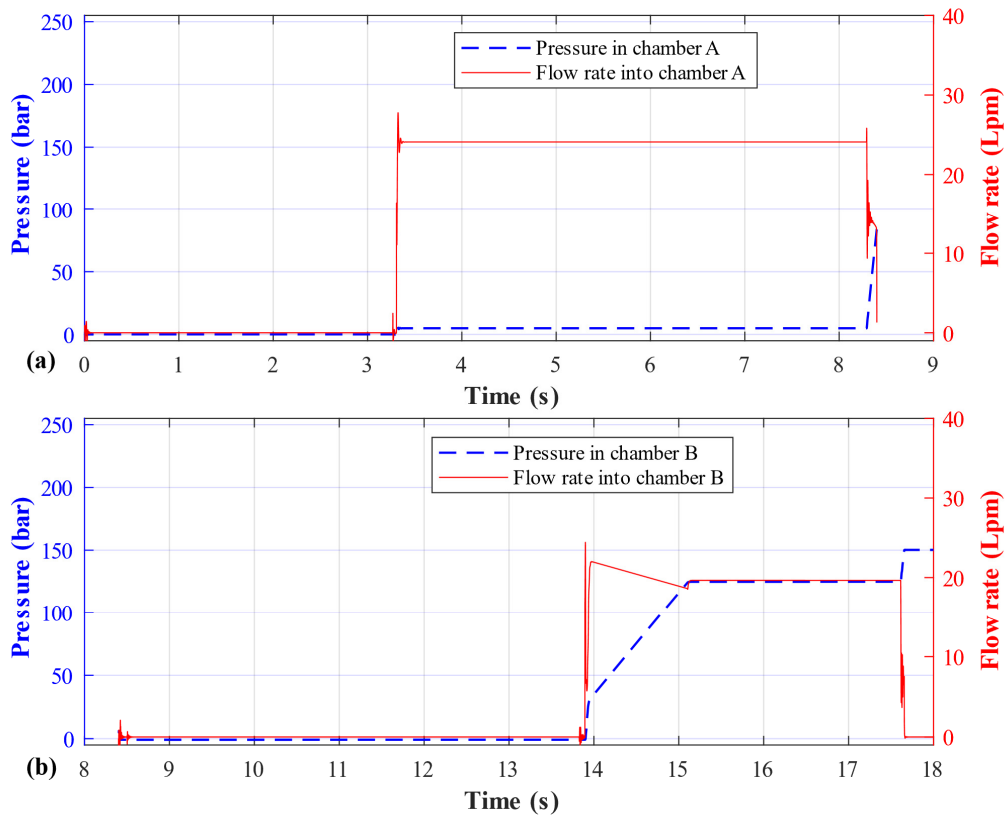 250
200
150
100
50
0
Pressure (bar)
40
30
20
10
0
Flow rate (Lpm)
Pressure in chamber A
Flow rate into chamber A
0 1 2 3 4 5 6 7 8 9
(a)
Time (s)
250
200
150
100
50
0
Pressure (bar)
40
30
20
10
0
Flow rate (Lpm)
Pressure in chamber B
Flow rate into chamber B
8 9 10 11 12 13 14 15 16 17 18
(b)
Time (s)